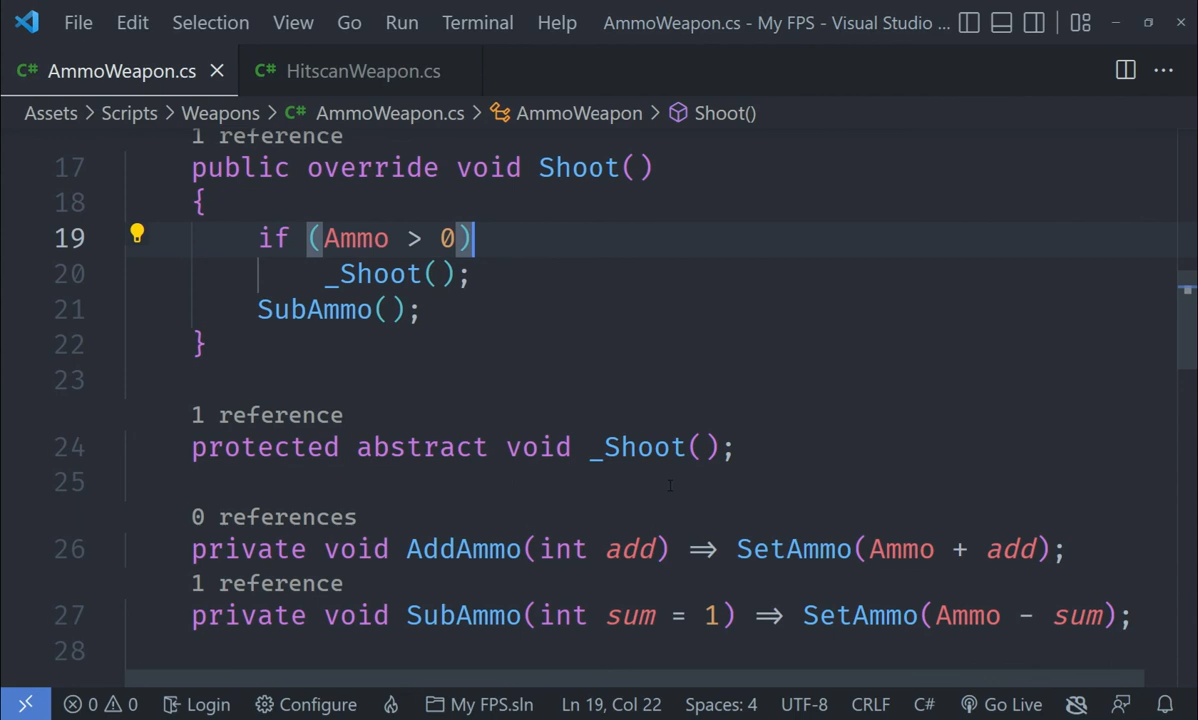 File Edit Selection View Go Run Terminal Help AmmoWeapon.cs - My FPS - Visual Studio ...
C# AmmoWeapon.cs C# HitscanWeapon.cs
Assets > Scripts > Weapons > C# AmmoWeapon.cs > AmmoWeapon > Shoot()
1 reference
17 public override void Shoot()
18 {
19 if (Ammo > 0)
20 _Shoot();
21 SubAmmo();
22 }
23
1 reference
24 protected abstract void _Shoot();
25
0 references
26 private void AddAmmo(int add) => SetAmmo(Ammo + add);
1 reference
27 private void SubAmmo(int sum = 1) => SetAmmo(Ammo - sum);
28
0 0 Login Configure My FPS.sln Ln 19, Col 22 Spaces: 4 UTF-8 CRLF C# Go Live